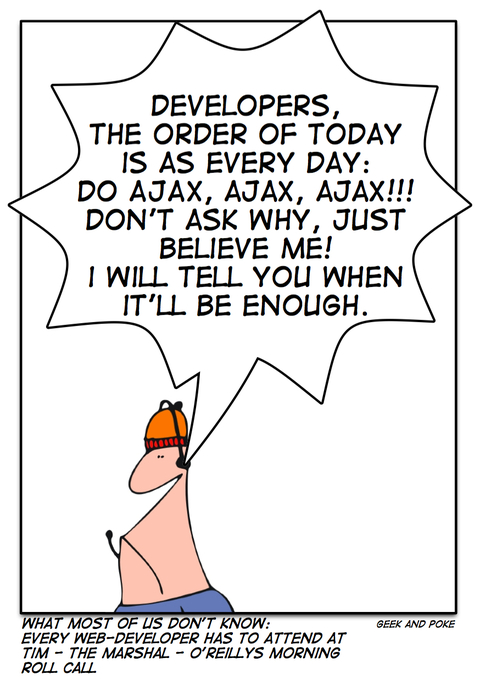 DEVELOPERS,
THE ORDER OF TODAY
IS AS EVERY DAY:
DO AJAX, AJAX, AJAX!!!
DON'T ASK WHY, JUST
BELIEVE ME!
I WILL TELL YOU WHEN
IT'LL BE ENOUGH.
WHAT MOST OF US DON'T KNOW:
EVERY WEB-DEVELOPER HAS TO ATTEND AT
TIM - THE MARSHAL - O'REILLYS MORNING
ROLL CALL
GEEK AND POKE